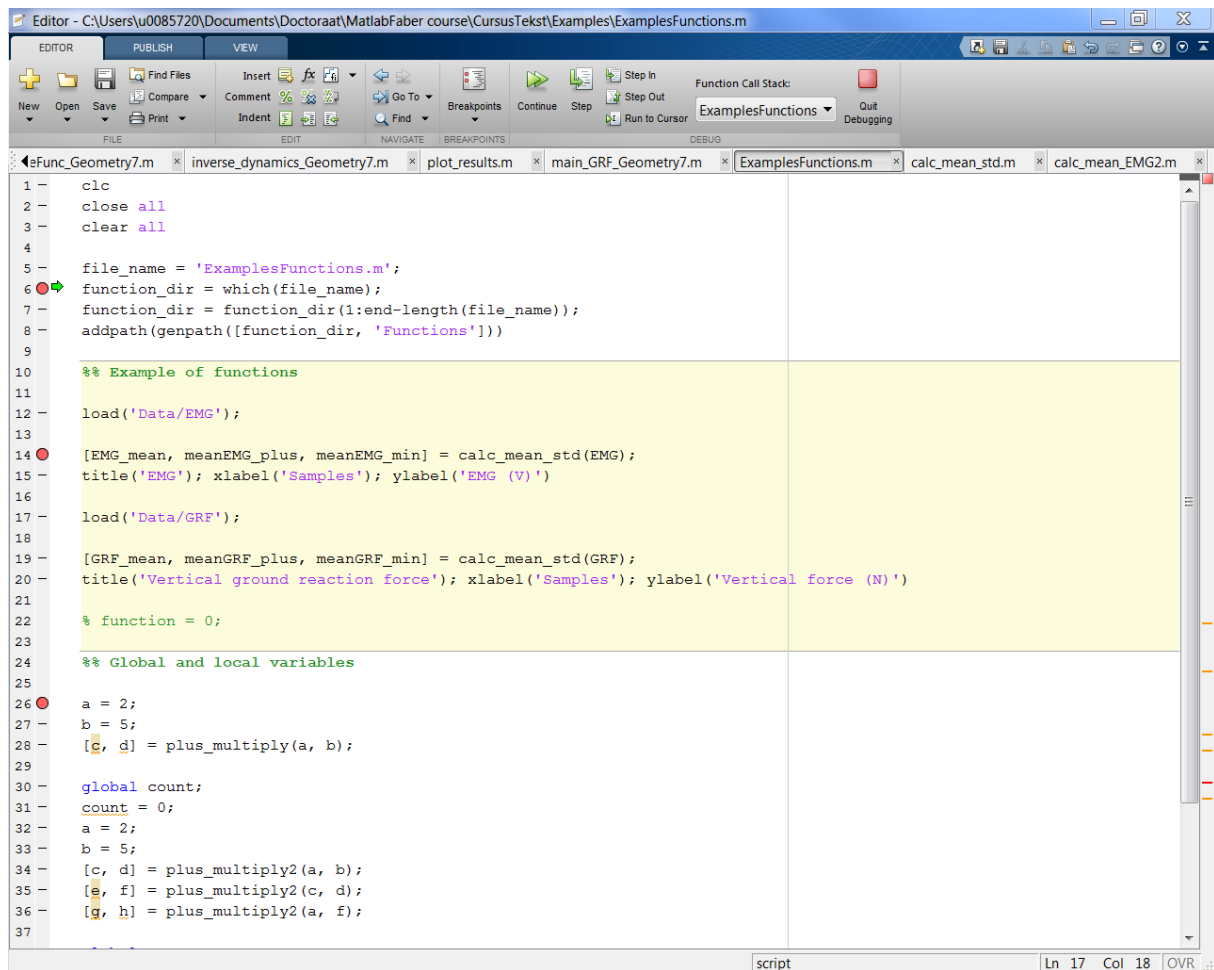 Editor - C:\Users\u0085720\Documents\Doctoraat\MatlabFaber course\CursusTekst\Examples\ExamplesFunctions.m
EDITOR PUBLISH VIEW
New Open Save Find Files Compare Print
Insert fx Comment % Indent
Go To Find
Breakpoints Continue Step Step In Step Out Run to Cursor
Function Call Stack:
ExamplesFunctions
Quit Debugging
FILE EDIT NAVIGATE BREAKPOINTS DEBUG
eFunc_Geometry7.m × inverse_dynamics_Geometry7.m × plot_results.m × main_GRF_Geometry7.m × ExamplesFunctions.m × calc_mean_std.m × calc_mean_EMG2.m ×
1 — clc
2 — close all
3 — clear all
4
5 — file_name = 'ExamplesFunctions.m';
6 function_dir = which(file_name);
7 — function_dir = function_dir(1:end-length(file_name));
8 — addpath(genpath([function_dir, 'Functions']))
9
10 %% Example of functions
11
12 — load('Data/EMG');
13
14 [EMG_mean, meanEMG_plus, meanEMG_min] = calc_mean_std(EMG);
15 — title('EMG'); xlabel('Samples'); ylabel('EMG (V)')
16
17 — load('Data/GRF');
18
19 — [GRF_mean, meanGRF_plus, meanGRF_min] = calc_mean_std(GRF);
20 — title('Vertical ground reaction force'); xlabel('Samples'); ylabel('Vertical force (N)')
21
22 % function = 0;
23
24 %% Global and local variables
25
26 a = 2;
27 — b = 5;
28 — [c, d] = plus_multiply(a, b);
29
30 — global count;
31 — count = 0;
32 — a = 2;
33 — b = 5;
34 — [c, d] = plus_multiply2(a, b);
35 — [e, f] = plus_multiply2(c, d);
36 — [g, h] = plus_multiply2(a, f);
37
script Ln 17 Col 18 OVR